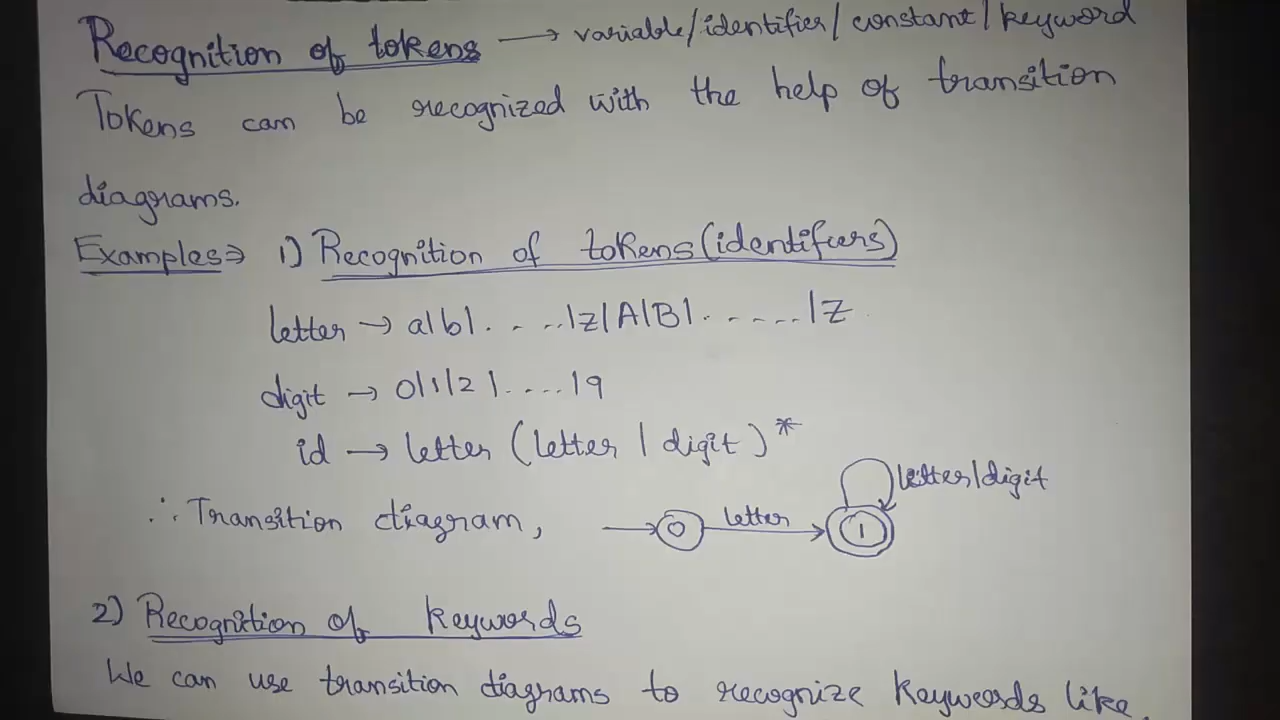 Recognition of tokens → variable/identifier/constant/keyword
Tokens can be recognized with the help of transition
diagrams.
Examples⇒ 1) Recognition of tokens(identifiers)
letter → a|b|.....|z|A|B|.......|Z
digit → 0|1|2|.....|9
id → letter (letter | digit)*
∴ Transition diagram, 0 letter 1 letter/digit
2) Recognition of keywords
We can use transition diagrams to recognize keywords like